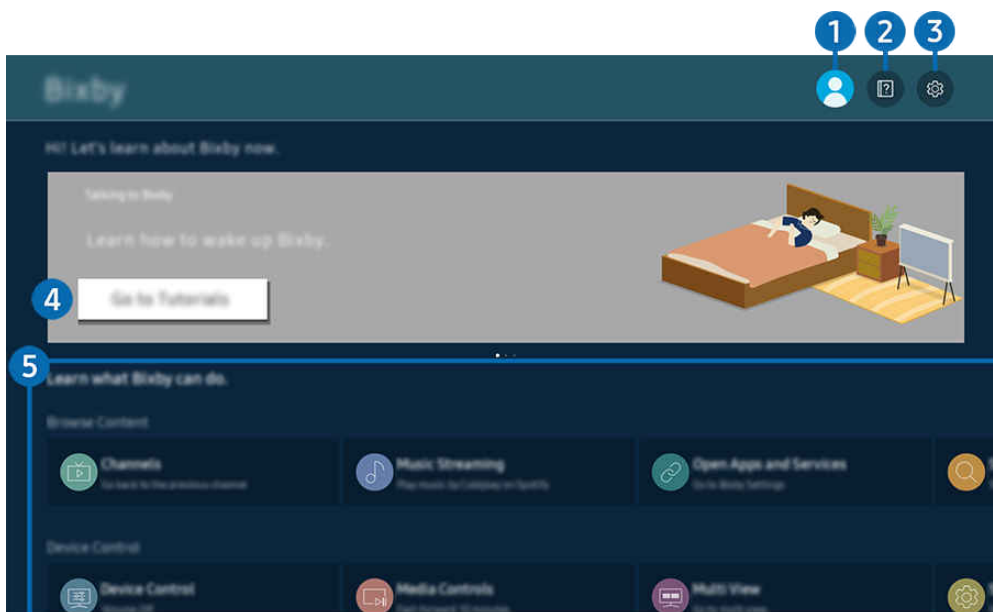 1 2 3
Bixby
Hi! Let's learn about Bixby now.
Talking to Bixby
Learn how to wake up Bixby.
4
Go to Tutorials
5
Learn what Bixby can do.
Browse Content
Channels
Go back to the previous channel
Music Streaming
Play music by Coldplay on Spotify
Open Apps and Services
Go to Bixby Settings
Device Control
Device Control
Volume Off
Media Controls
Multi View